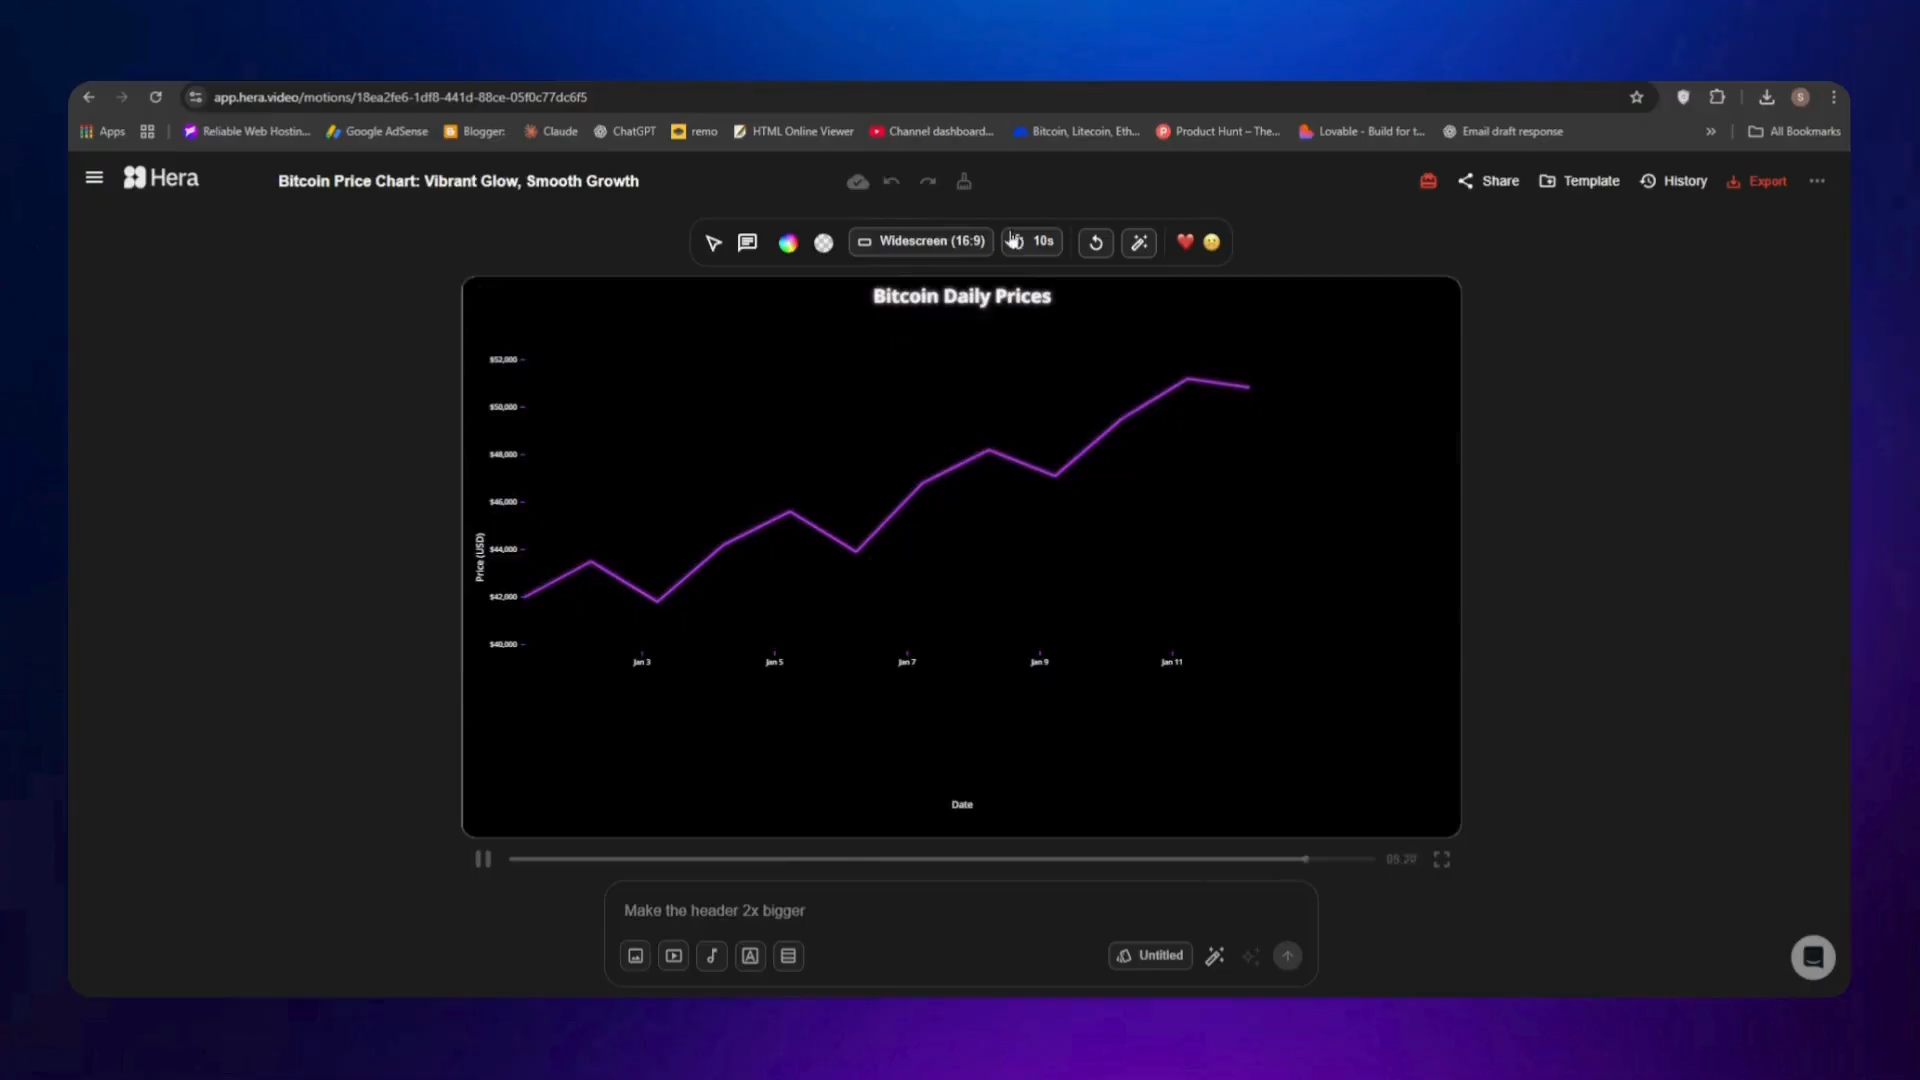 app.hera.video/motions/18ea2fe6-1df8-441d-88ce-05f0c77dc6f5
Apps Reliable Web Hostin... Google AdSense Blogger: Claude ChatGPT remo HTML Online Viewer Channel dashboard... Bitcoin, Litecoin, Eth... Product Hunt – The... Lovable - Build for t... Email draft response » All Bookmarks
Hera Bitcoin Price Chart: Vibrant Glow, Smooth Growth Share Template History Export
Widescreen (16:9) 10s
Bitcoin Daily Prices
$52,000
$50,000
$48,000
$46,000
$44,000
$42,000
$40,000
Price (USD)
Jan 3 Jan 5 Jan 7 Jan 9 Jan 11
Date
Make the header 2x bigger
Untitled